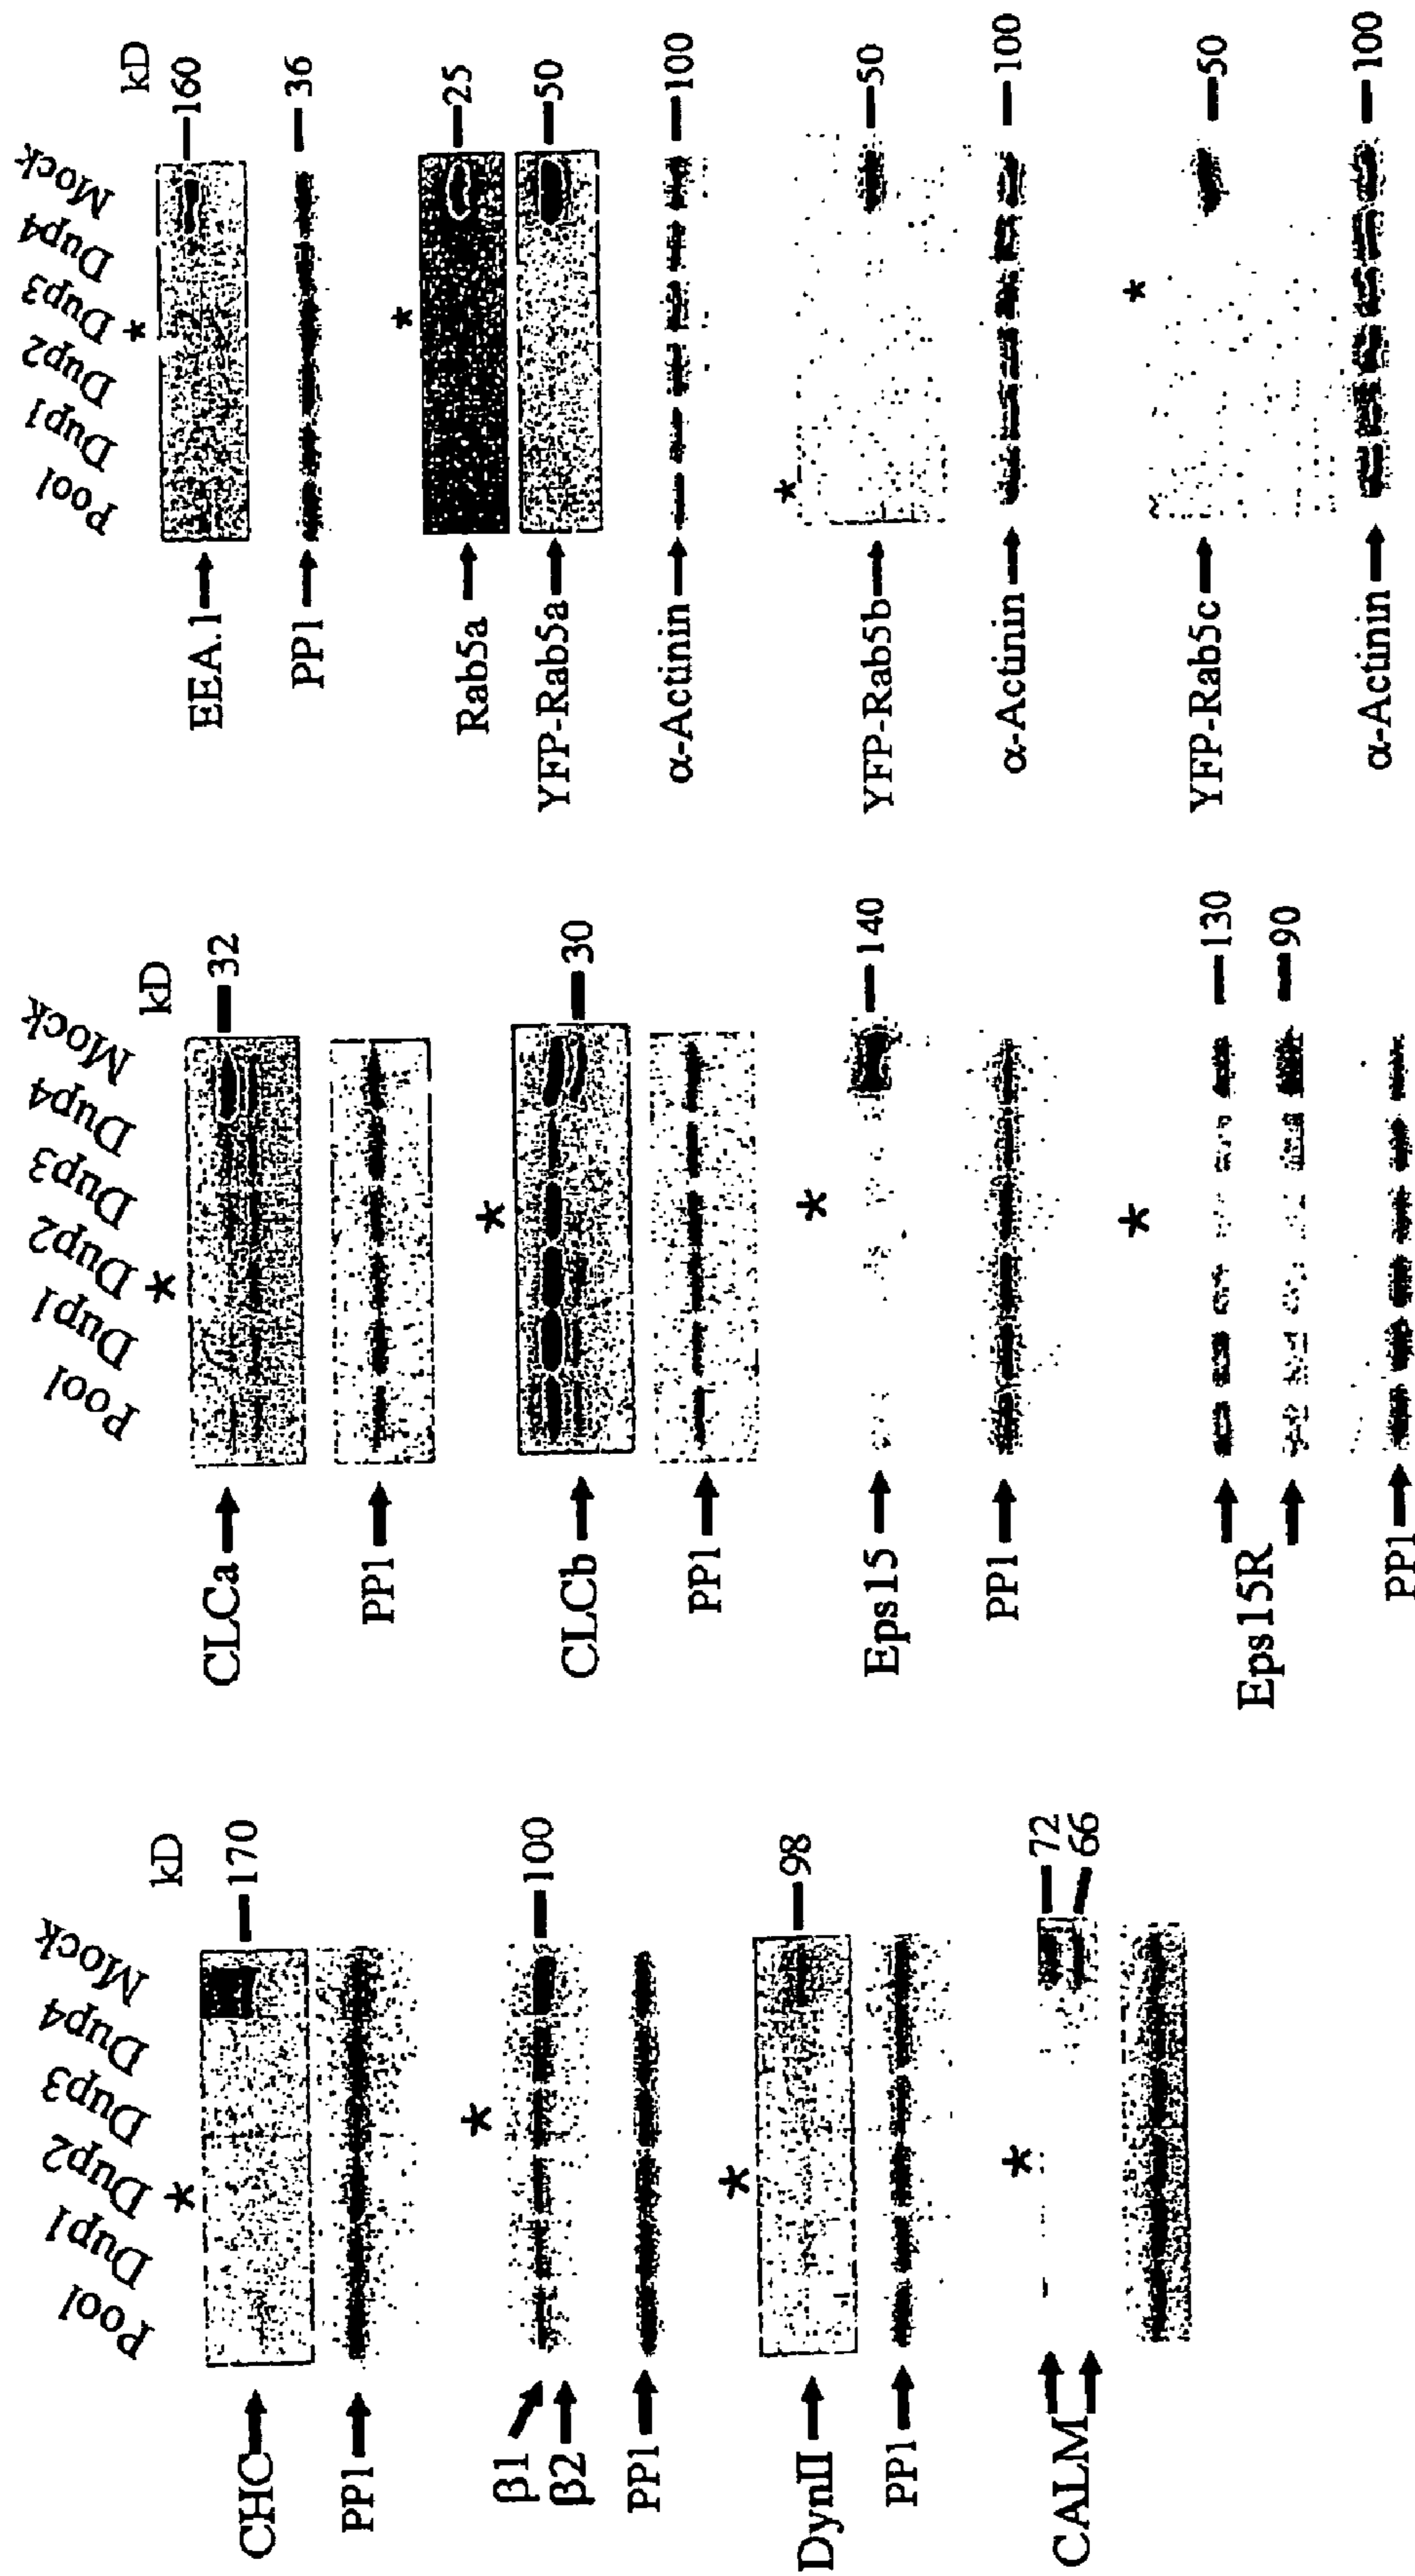 Pool Dup1 Dup2 Dup3 Dup4 Mock
kD
*
CHC 170
PP1
*
β1 100
β2
PP1
*
DynII 98
PP1
*
CALM 72
66
Pool Dup1 Dup2 Dup3 Dup4 Mock
kD
*
CLCa 32
PP1
*
CLCb 30
PP1
*
Eps15 140
PP1
*
Eps15R 130
90
PP1
Pool Dup1 Dup2 Dup3 Dup4 Mock
kD
*
EEA.1 160
PP1 36
*
Rab5a 25
YFP-Rab5a 50
α-Actinin 100
*
YFP-Rab5b 50
α-Actinin 100
*
YFP-Rab5c 50
α-Actinin 100